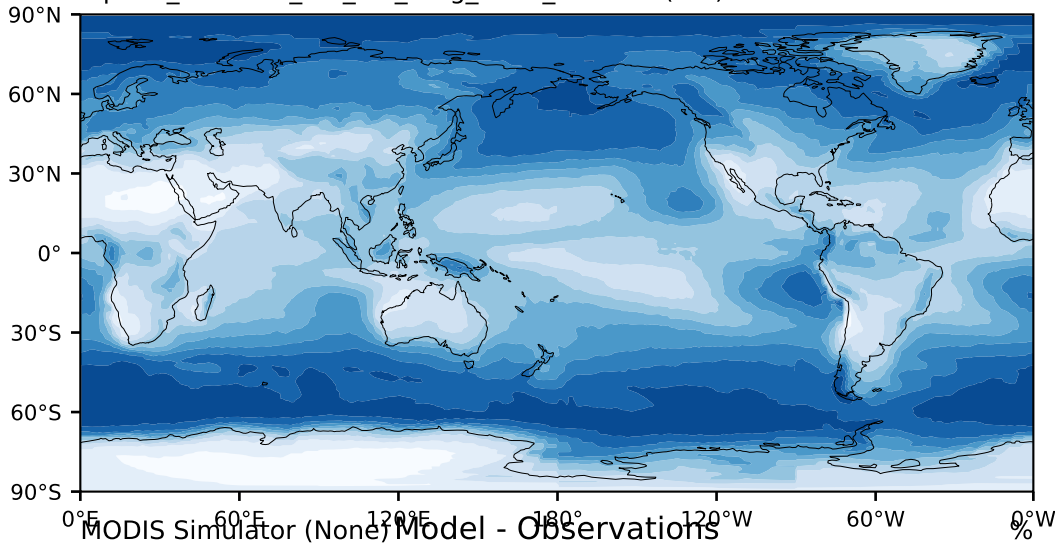 90°N
60°N
30°N
0°
30°S
60°S
90°S
0°E 60°E 120°E 180° 120°W 60°W 0°W
MODIS Simulator (None) Model - Observations %